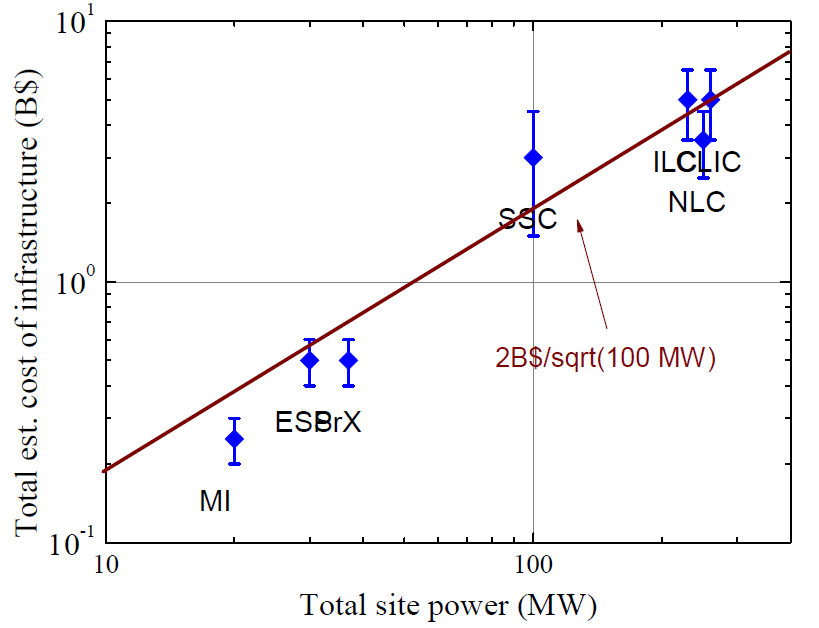 Total est. cost of infrastructure (B$)
10^1
10^0
10^-1
ILC CLIC
NLC
SSC
2B$/sqrt(100 MW)
ESS PrX
MI
10
100
Total site power (MW)